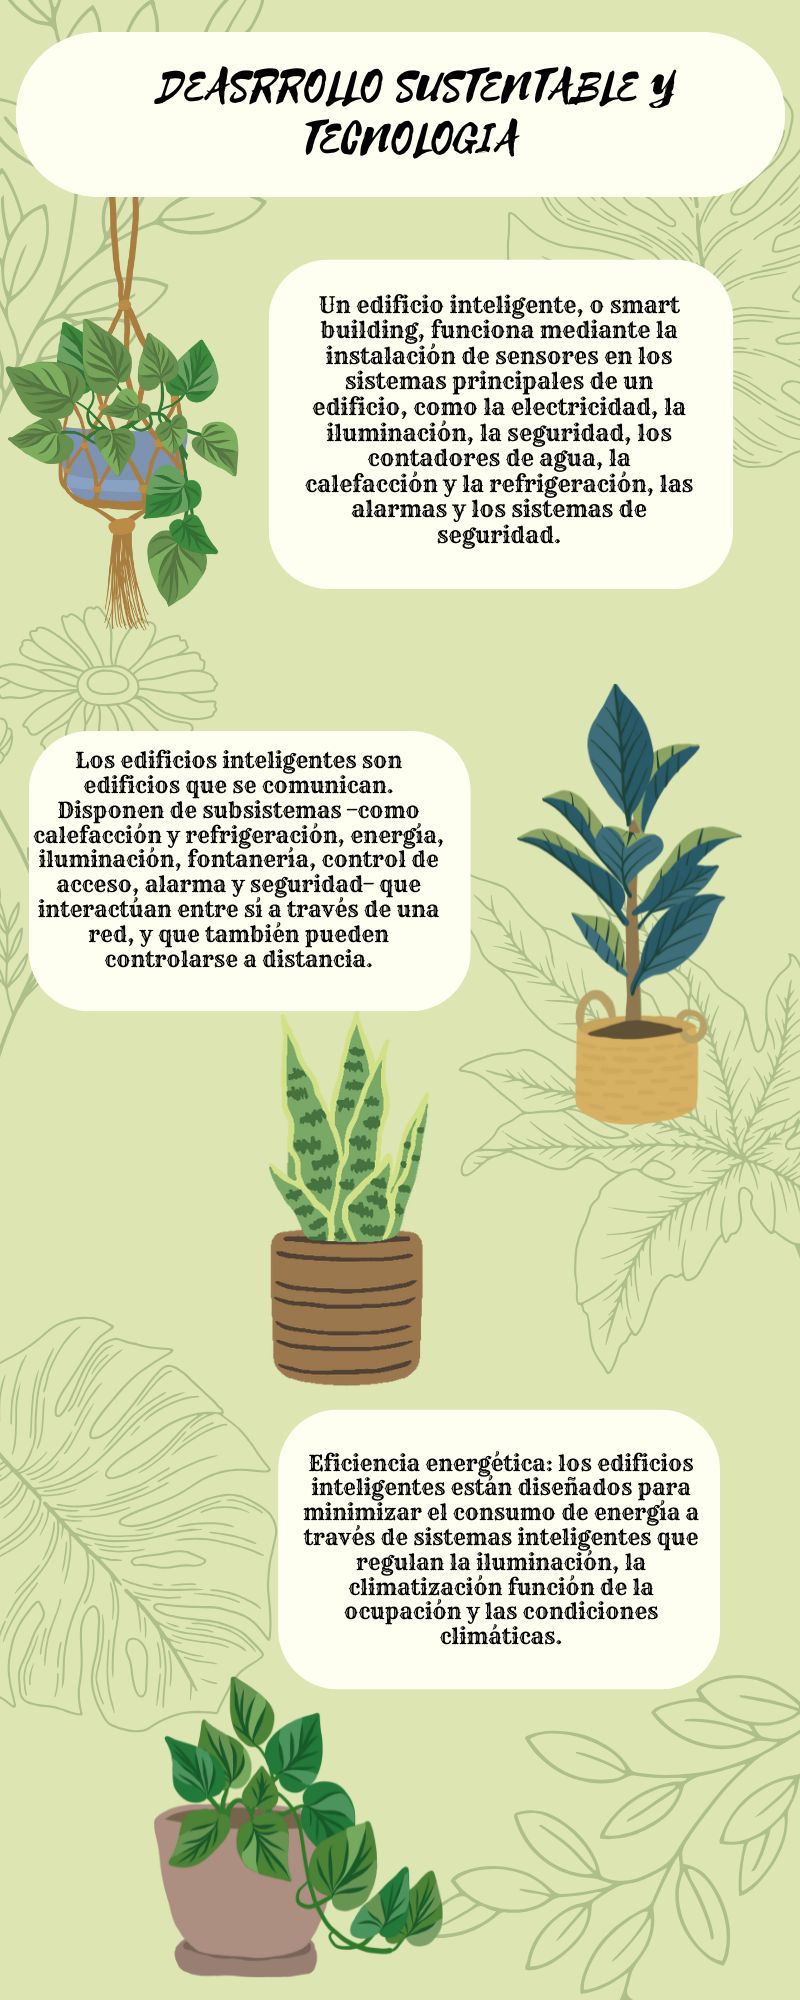 DEASRROLLO SUSTENTABLE Y
TECNOLOGIA
Un edificio inteligente, o smart
building, funciona mediante la
instalación de sensores en los
sistemas principales de un
edificio, como la electricidad, la
iluminación, la seguridad, los
contadores de agua, la
calefacción y la refrigeración, las
alarmas y los sistemas de
seguridad.
Los edificios inteligentes son
edificios que se comunican.
Disponen de subsistemas –como
calefacción y refrigeración, energía,
iluminación, fontanería, control de
acceso, alarma y seguridad– que
interactúan entre sí a través de una
red, y que también pueden
controlarse a distancia.
Eficiencia energética: los edificios
inteligentes están diseñados para
minimizar el consumo de energía a
través de sistemas inteligentes que
regulan la iluminación, la
climatización función de la
ocupación y las condiciones
climáticas.